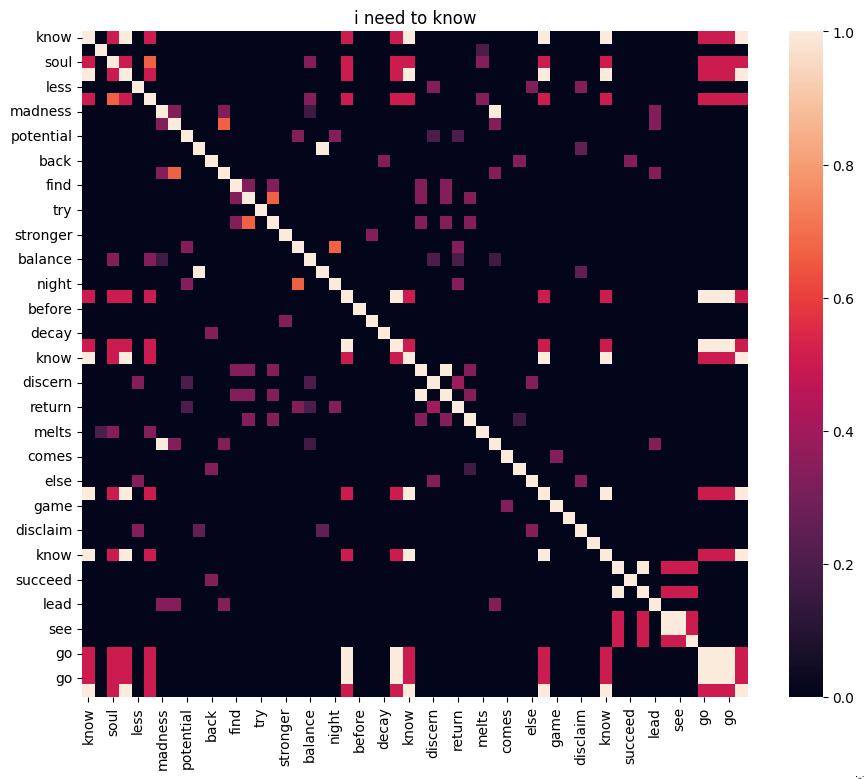 i need to know
know
soul
less
madness
potential
back
find
try
stronger
balance
night
before
decay
know
discern
return
melts
comes
else
game
disclaim
know
succeed
lead
see
go
go
know
soul
less
madness
potential
back
find
try
stronger
balance
night
before
decay
know
discern
return
melts
comes
else
game
disclaim
know
succeed
lead
see
go
go
1.0
0.8
0.6
0.4
0.2
0.0